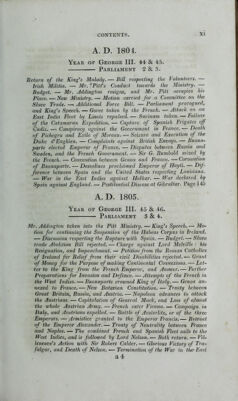 CONTENTS. xi
A. D. 1804.
YEAR OF GEORGE III. 44 & 45.
—— PARLIAMENT 2 & 3.
Return of the King's Malady.—Bill respecting the Volunteers.—
Irish Militia.—Mr. Pitt's Conduct towards the Ministry.—
Budget.—Mr. Addington resigns, and Mr. Pitt accepts his
Place.—New Ministry.—Motion carried for a Committee on the
Slave Trade.—Additional Force Bill.—Parliament prorogued,
and King's Speech.—Goree taken by the French.—Attack on an
East India Fleet by Linois repulsed.—Surinam taken.—Failure
of the Catamaran Expedition.—Capture of Spanish Frigates off
Cadiz.—Conspiracy against the Government in France.—Death
of Pichegru and Exile of Moreau.—Seizure and Execution of the
Duke d'Enghien.—Complaints against British Envoys.—Buona-
parte elected Emperor of France.—Disputes between Russia and
Sweden, and the French Government.—Sir G. Rumbold seized by
the French.—Convention between Genoa and France.—Coronation
of Buonaparte.—Dessalines proclaimed Emperor of Hayti.—Dif-
ference between Spain and the United States respecting Louisiana.
—War in the East Indies against Holkar.—War declared by
Spain against England.—Pestilential Disease at Gibraltar. Page 145
A. D. 1805.
YEAR OF GEORGE III. 45 & 46.
—— PARLIAMENT 3 & 4.
Mr. Addington taken into the Pitt Ministry.—King's Speech.—Mo-
tion for continuing the Suspension of the Habeas Corpus in Ireland.
—Discussion respecting the Rupture with Spain.—Budget.—Slave
trade Abolition Bill rejected.—Charge against Lord Melville: his
Resignation, and Impeachment.—Petition from the Roman Catholics
of Ireland for Relief from their civil Disabilities rejected.—Grant
of Money for the Purpose of making Continental Connections.—Let-
ter to the King from the French Emperor, and Answer.—Further
Preparations for Invasion and Defence.—Attempts of the French in
the West Indies.—Buonaparte crowned King of Italy.—Genoa an-
nexed to France.—New Batavian Constitution.—Treaty between
Great Britain, Russia, and Austria.—Napoleon advances to attack
the Austrians.—Capitulation of General Mack, and Loss of almost
the whole Austrian Army.—French enter Vienna.—Campaign in
Italy, and Austrians expelled.—Battle of Austerlitz, or of the three
Emperors.—Armistice granted to the Emperor Francis.—Retreat
of the Emperor Alexander.—Treaty of Neutrality between France
and Naples.—The combined French and Spanish Fleet sails to the
West Indies, and is followed by Lord Nelson.—Both return.—Vil-
leneuve's Action with Sir Robert Calder.—Glorious Victory of Tra-
falgar, and Death of Nelson.—Termination of the War in the East
a 4